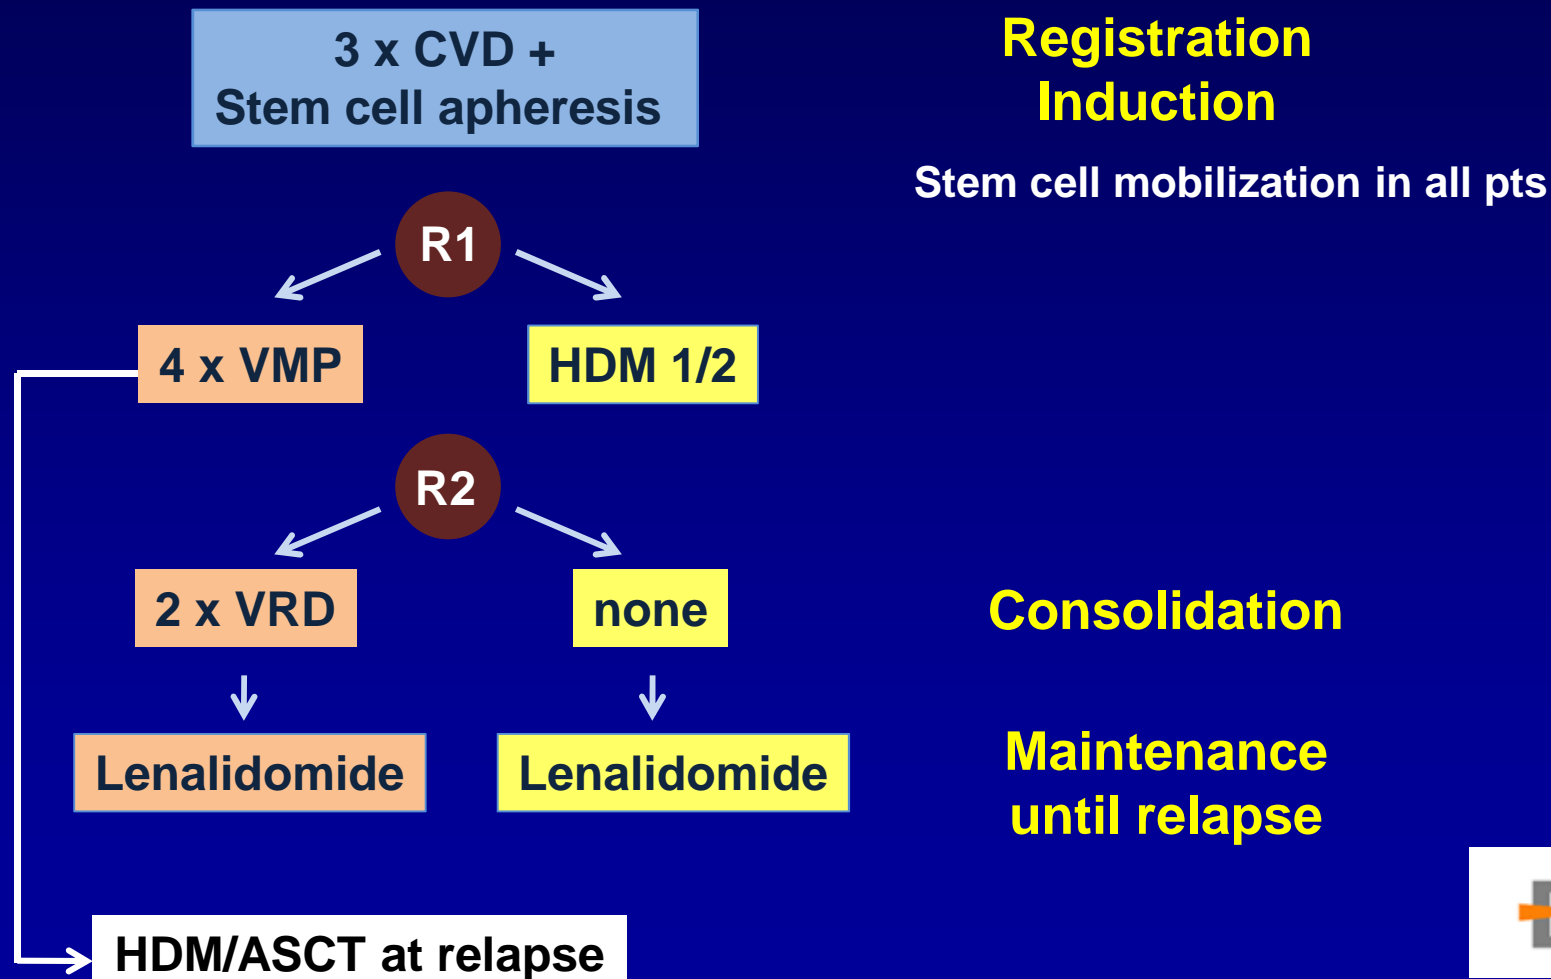 3 x CVD +
Stem cell apheresis
Registration
Induction
Stem cell mobilization in all pts
R1
4 x VMP
HDM 1/2
R2
2 x VRD
none
Consolidation
Lenalidomide
Lenalidomide
Maintenance
until relapse
HDM/ASCT at relapse